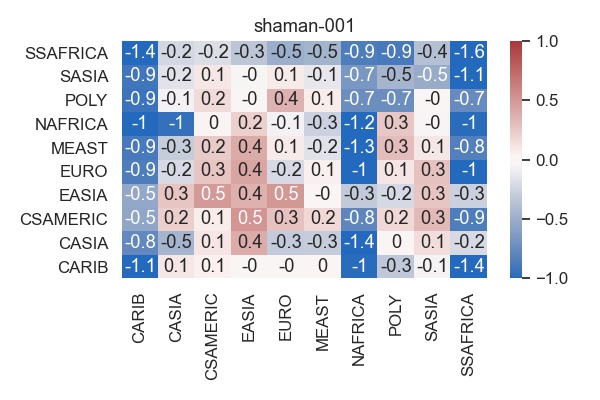 shaman-001
SSAFRICA -1.4 -0.2 -0.2 -0.3 -0.5 -0.5 -0.9 -0.9 -0.4 -1.6 1.0
SASIA -0.9 -0.2 0.1 -0 0.1 -0.1 -0.7 -0.5 -0.5 -1.1
POLY -0.9 -0.1 0.2 -0 0.4 0.1 -0.7 -0.7 -0 -0.7 0.5
NAFRICA -1 -1 0 0.2 -0.1 -0.3 -1.2 0.3 -0 -1
MEAST -0.9 -0.3 0.2 0.4 0.1 -0.2 -1.3 0.3 0.1 -0.8
EURO -0.9 -0.2 0.3 0.4 -0.2 0.1 -1 0.1 0.3 -1 0.0
EASIA -0.5 0.3 0.5 0.4 0.5 -0 -0.3 -0.2 0.3 -0.3
CSAMERIC -0.5 0.2 0.1 0.5 0.3 0.2 -0.8 0.2 0.3 -0.9 −0.5
CASIA -0.8 -0.5 0.1 0.4 -0.3 -0.3 -1.4 0 0.1 -0.2
CARIB -1.1 0.1 0.1 -0 -0 0 -1 -0.3 -0.1 -1.4 −1.0
CARIB CASIA CSAMERIC EASIA EURO MEAST NAFRICA POLY SASIA SSAFRICA